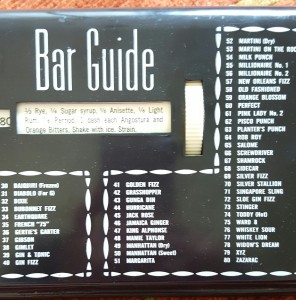 Bar Guide
80
½ Rye, ¼ Sugar syrup, ⅛ Anisette, ⅛ Light
Rum, ⅛ Parnod, 1 dash each Angostura and
Orange Bitters. Shake with ice. Strain.
30 DAIQUIRI (Frozen)
31 DIABOLO (For 2)
32 DIXIE
33 DUBONNET FIZZ
34 EARTHQUAKE
35 FRENCH "75"
36 GERTIE'S GARTER
37 GIBSON
38 GIMLET
39 GIN & TONIC
40 GIN FIZZ
41 GOLDEN FIZZ
42 GRASSHOPPER
43 GUNGA DIN
44 HURRICANE
45 JACK ROSE
46 JAMAICA GINGER
47 KING ALPHONSE
48 MAMIE TAYLOR
49 MANHATTAN (Dry)
50 MANHATTAN (Sweet)
51 MARGARITA
52 MARTINI (Dry)
53 MARTINI ON THE ROCKS
54 MILK PUNCH
55 MILLIONAIRE No. 1
56 MILLIONAIRE No. 2
57 NEW ORLEANS FIZZ
58 OLD FASHIONED
59 ORANGE BLOSSOM
60 PERFECT
61 PINK LADY No. 2
62 PISCO PUNCH
63 PLANTER'S PUNCH
64 ROB ROY
65 SALOME
66 SCREWDRIVER
67 SHAMROCK
68 SIDECAR
69 SILVER FIZZ
70 SILVER STALLION
71 SINGAPORE SLING
72 SLOE GIN FIZZ
73 STINGER
74 TODDY (Hot)
75 WARD 8
76 WHISKEY SOUR
77 WHITE LION
78 WIDOW'S DREAM
79 XYZ
80 ZAZARAC